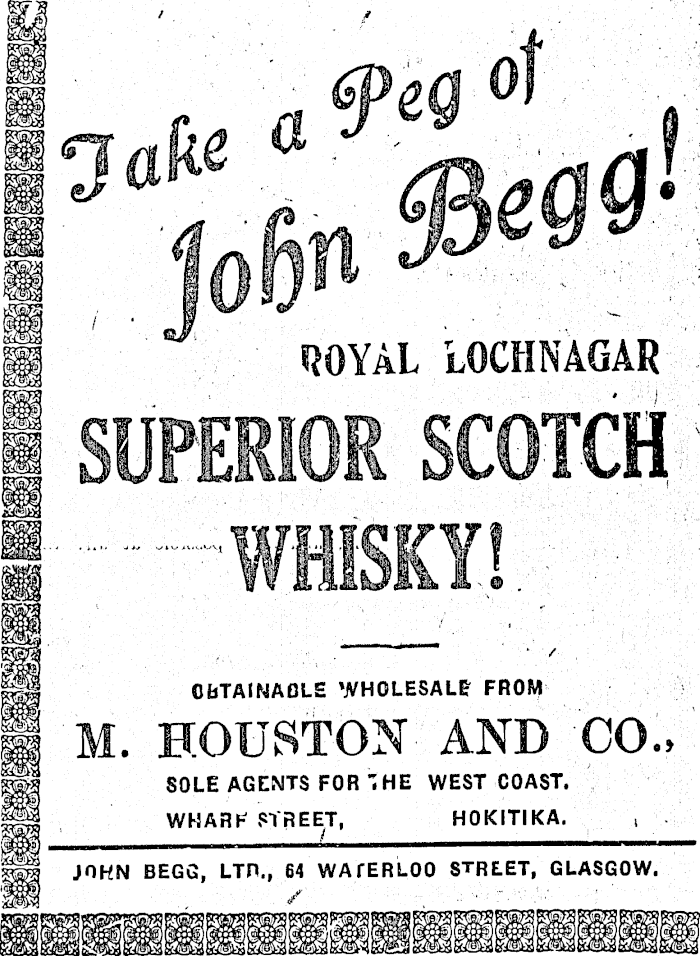 Take a Peg of
John Begg!
ROYAL LOCHNAGAR
SUPERIOR SCOTCH
WHISKY!
OBTAINABLE WHOLESALE FROM
M. HOUSTON AND CO.,
SOLE AGENTS FOR THE WEST COAST.
WHARF STREET, HOKITIKA.
JOHN BEGG, LTD., 64 WATERLOO STREET, GLASGOW.